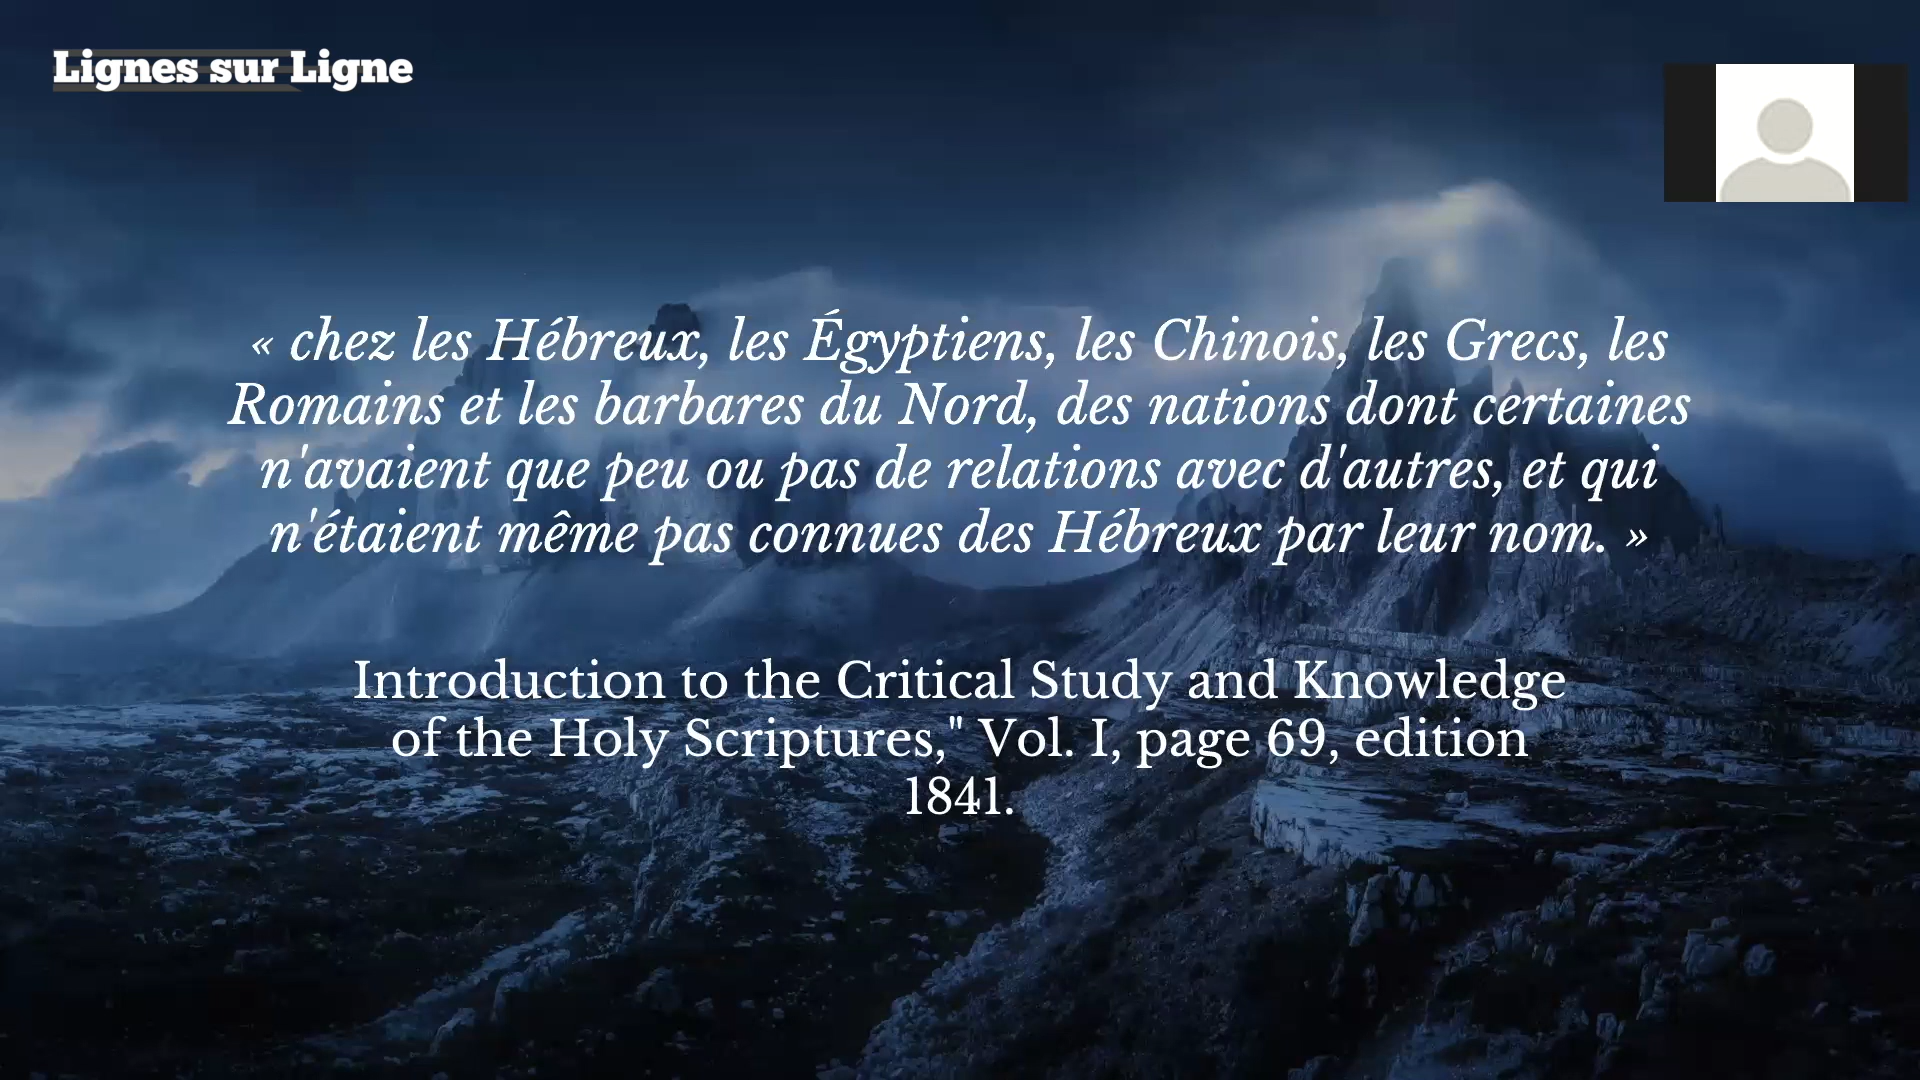 Lignes sur Ligne
« chez les Hébreux, les Égyptiens, les Chinois, les Grecs, les
Romains et les barbares du Nord, des nations dont certaines
n'avaient que peu ou pas de relations avec d'autres, et qui
n'étaient même pas connues des Hébreux par leur nom. »
Introduction to the Critical Study and Knowledge
of the Holy Scriptures," Vol. I, page 69, edition
1841.